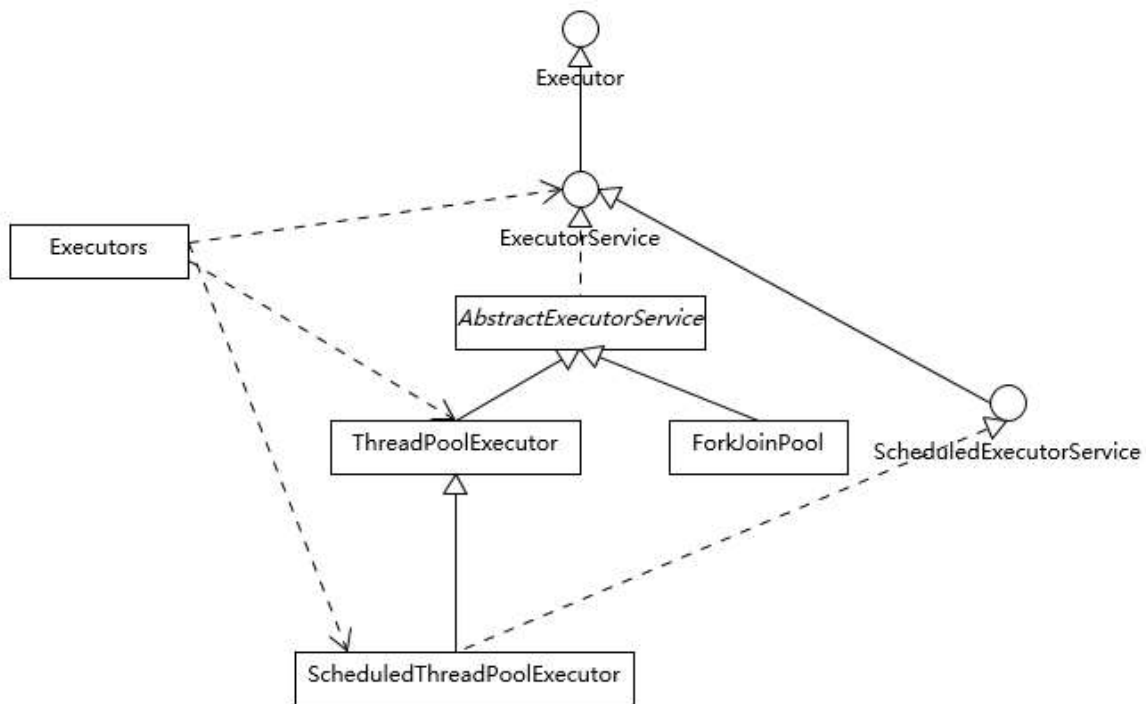 Executor
ExecutorService
Executors
AbstractExecutorService
ThreadPoolExecutor
ForkJoinPool
ScheduledExecutorService
ScheduledThreadPoolExecutor